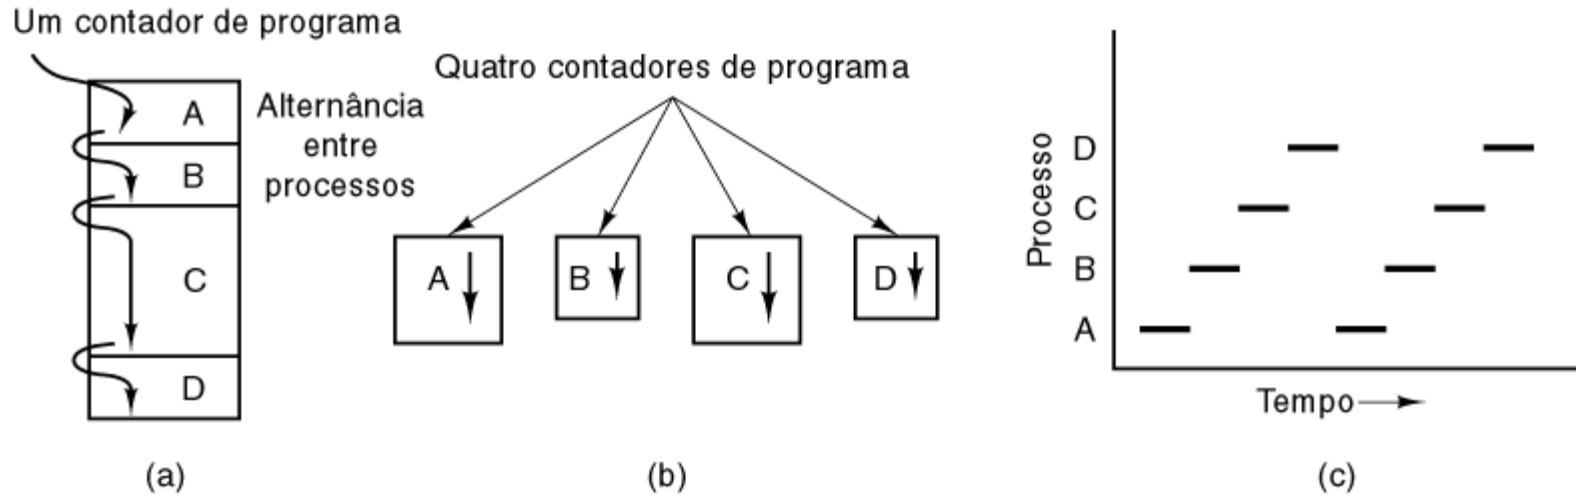 Um contador de programa
A
B
C
D
Alternância
entre
processos
(a)
Quatro contadores de programa
A
B
C
D
(b)
Processo
D
C
B
A
Tempo
(c)